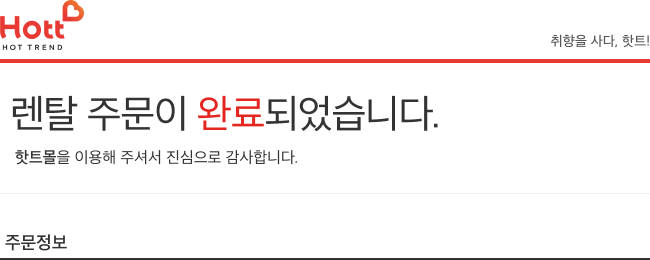 Hott
HOT TREND
취향을 사다, 핫트!
렌탈 주문이 완료되었습니다.
핫트몰을 이용해 주셔서 진심으로 감사합니다.
주문정보